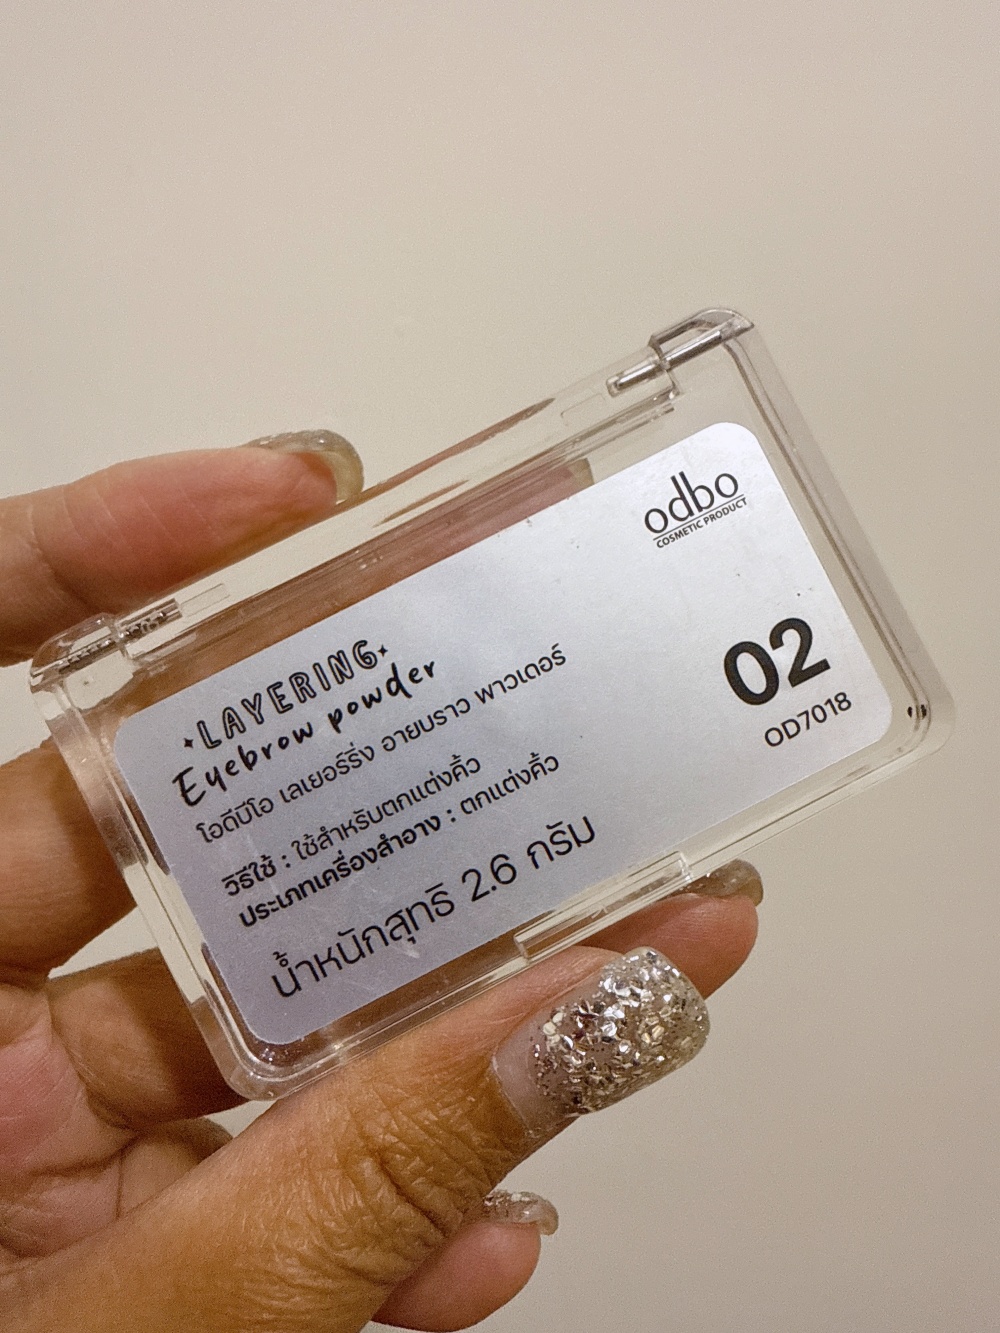 odbo
COSMETIC PRODUCT
LAYERING
Eyebrow powder
โอดีบีโอ เลเยอร์ริ่ง อายบราว พาวเดอร์
วิธีใช้ : ใช้สำหรับตกแต่งคิ้ว
ประเภทเครื่องสำอาง : ตกแต่งคิ้ว
น้ำหนักสุทธิ 2.6 กรัม
02
OD7018